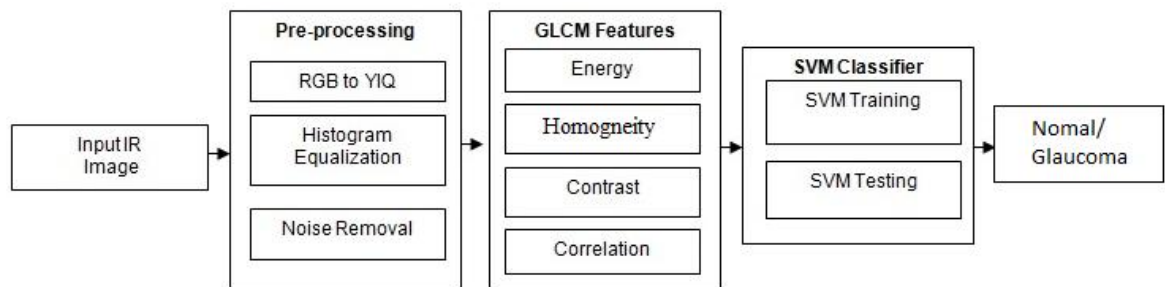 Input IR
Image
Pre-processing
RGB to YIQ
Histogram
Equalization
Noise Removal
GLCM Features
Energy
Homogneity
Contrast
Correlation
SVM Classifier
SVM Training
SVM Testing
Nomal/
Glaucoma